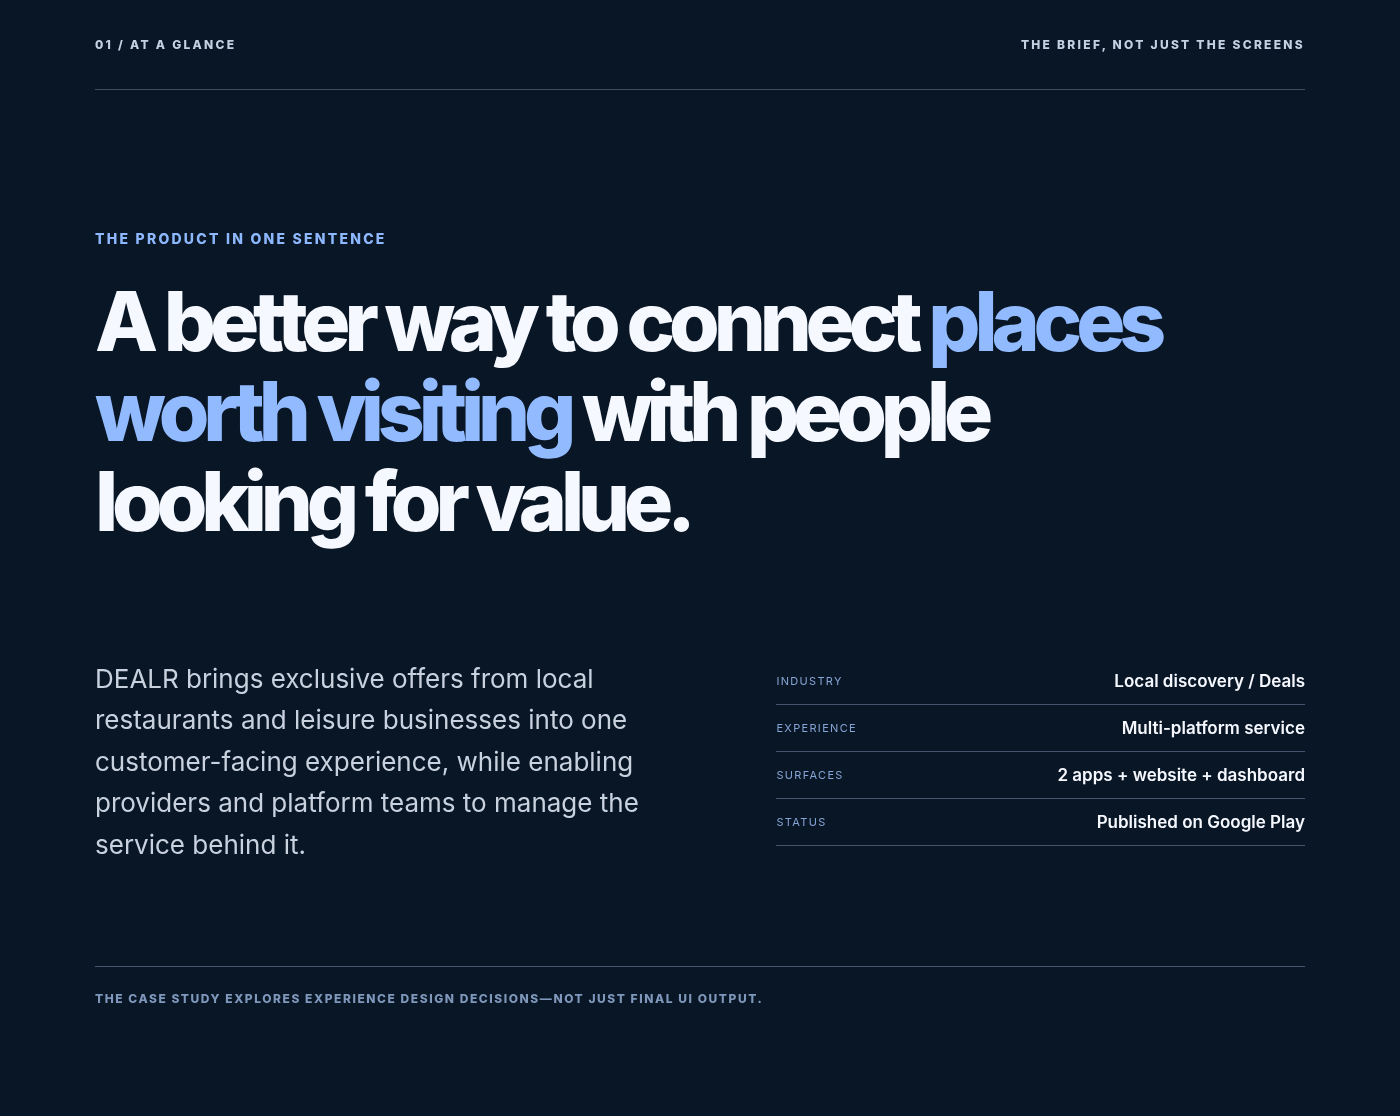 01 / AT A GLANCE
THE BRIEF, NOT JUST THE SCREENS
THE PRODUCT IN ONE SENTENCE
A better way to connect places
worth visiting with people
looking for value.
DEALR brings exclusive offers from local
restaurants and leisure businesses into one
customer-facing experience, while enabling
providers and platform teams to manage the
service behind it.
INDUSTRY Local discovery / Deals
EXPERIENCE Multi-platform service
SURFACES 2 apps + website + dashboard
STATUS Published on Google Play
THE CASE STUDY EXPLORES EXPERIENCE DESIGN DECISIONS—NOT JUST FINAL UI OUTPUT.